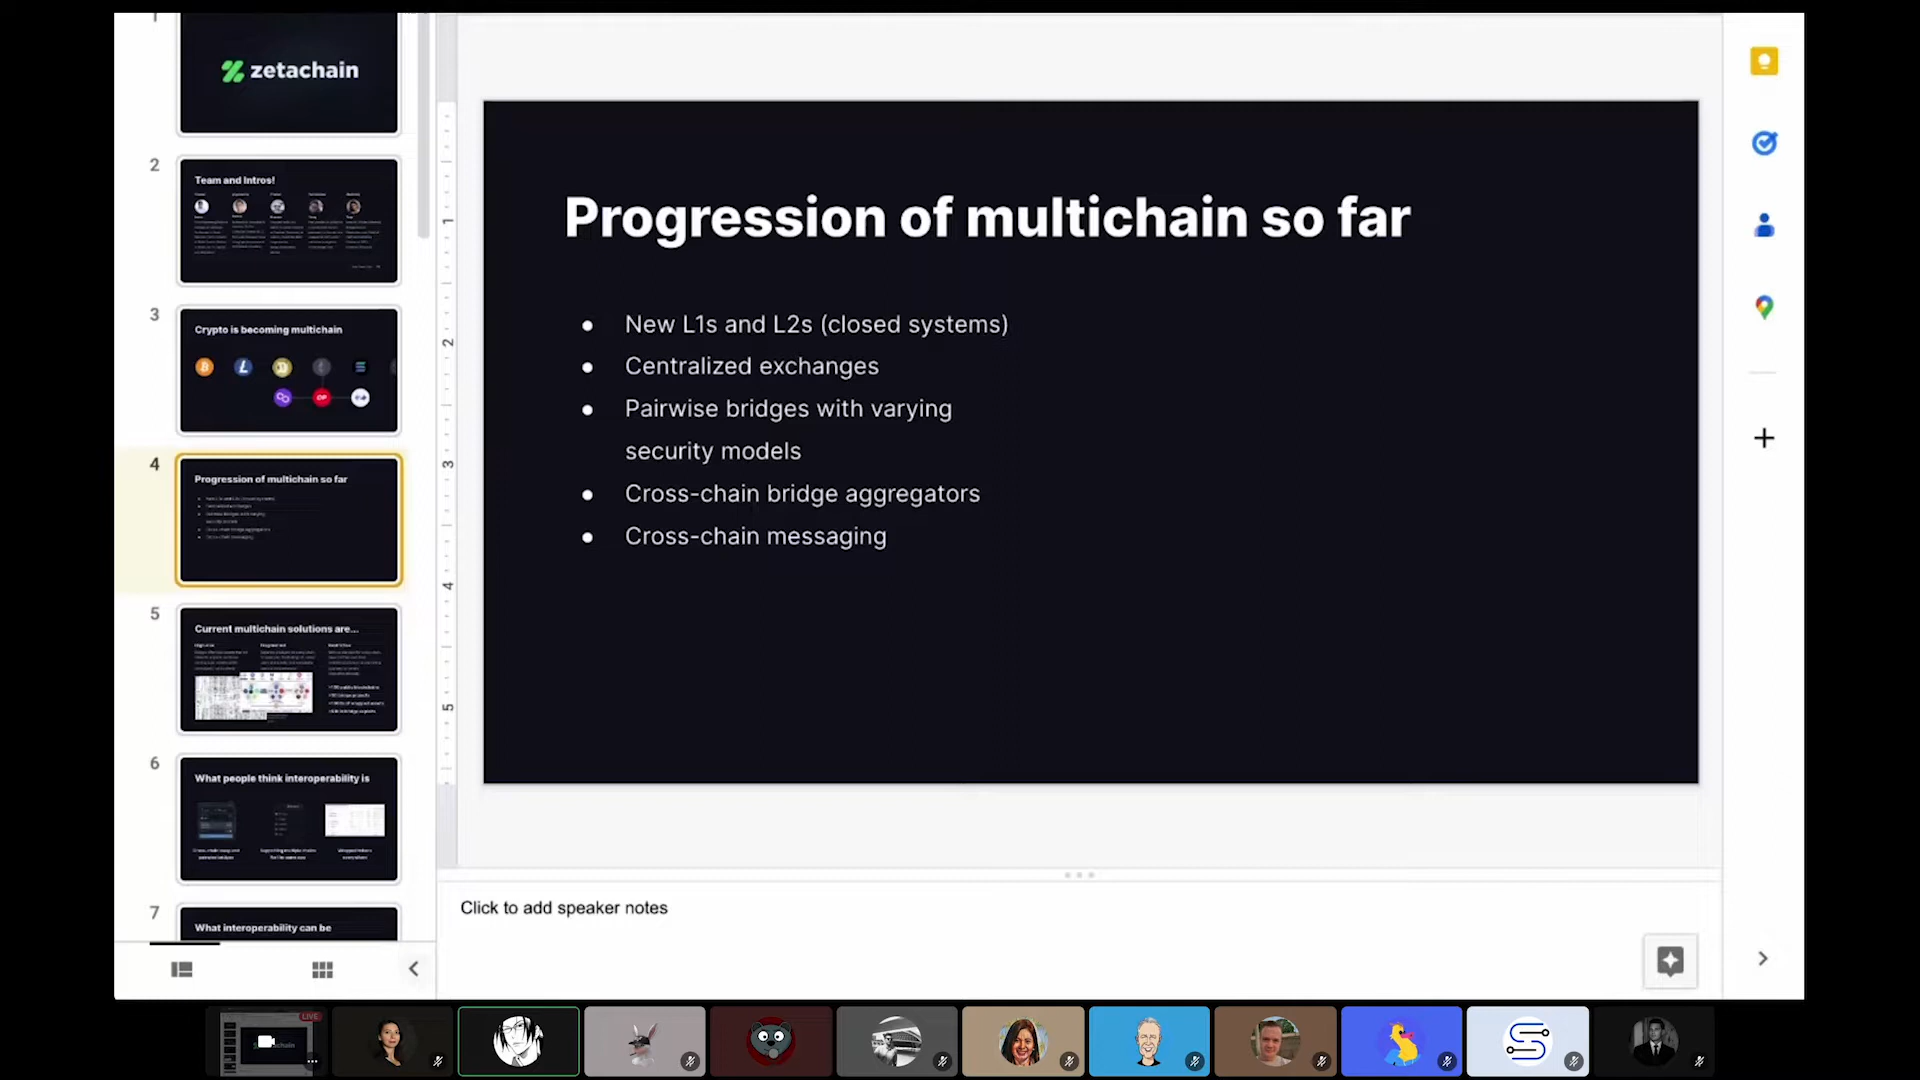 1
zetachain
2
Team and Intros!
3
Crypto is becoming multichain
4
Progression of multichain so far
5
Current multichain solutions are...
6
What people think interoperability is
7
What interoperability can be
1
2
3
4
5
Progression of multichain so far
● New L1s and L2s (closed systems)
● Centralized exchanges
● Pairwise bridges with varying
security models
● Cross-chain bridge aggregators
● Cross-chain messaging
Click to add speaker notes
LIVE